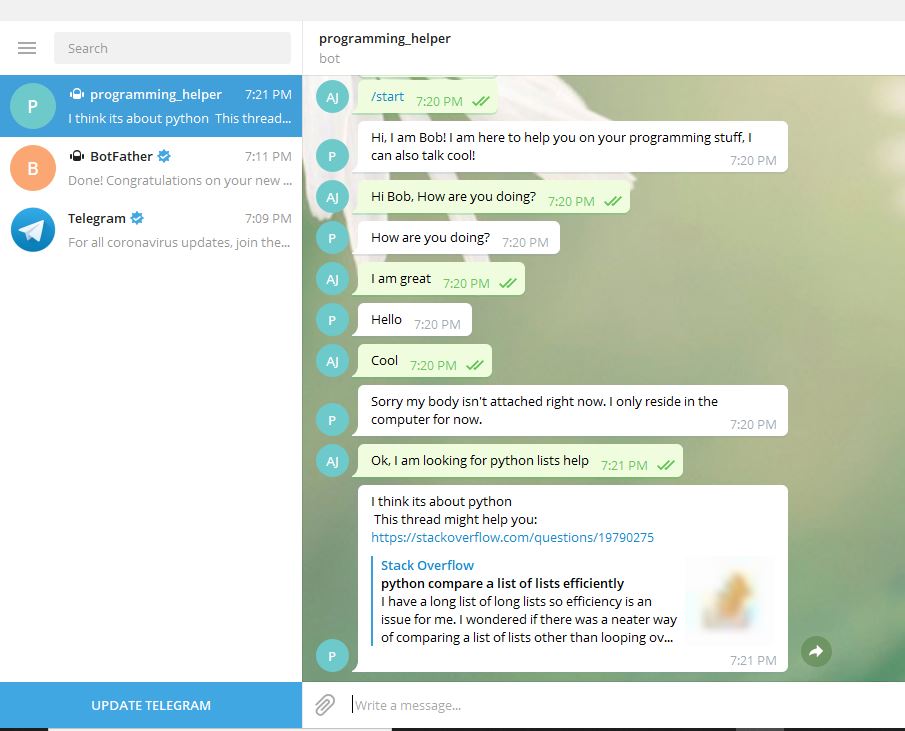 Search
P
programming_helper 7:21 PM
I think its about python This thread...
B
BotFather 7:11 PM
Done! Congratulations on your new ...
Telegram 7:09 PM
For all coronavirus updates, join the...
UPDATE TELEGRAM
programming_helper
bot
AJ
/start 7:20 PM
Hi, I am Bob! I am here to help you on your programming stuff, I
can also talk cool!
P
7:20 PM
AJ
Hi Bob, How are you doing? 7:20 PM
P
How are you doing? 7:20 PM
AJ
I am great 7:20 PM
P
Hello 7:20 PM
AJ
Cool 7:20 PM
Sorry my body isn't attached right now. I only reside in the
computer for now.
P
7:20 PM
AJ
Ok, I am looking for python lists help 7:21 PM
I think its about python
This thread might help you:
https://stackoverflow.com/questions/19790275
Stack Overflow
python compare a list of lists efficiently
I have a long list of long lists so efficiency is an
issue for me. I wondered if there was a neater way
of comparing a list of lists other than looping ov...
P
7:21 PM
Write a message...